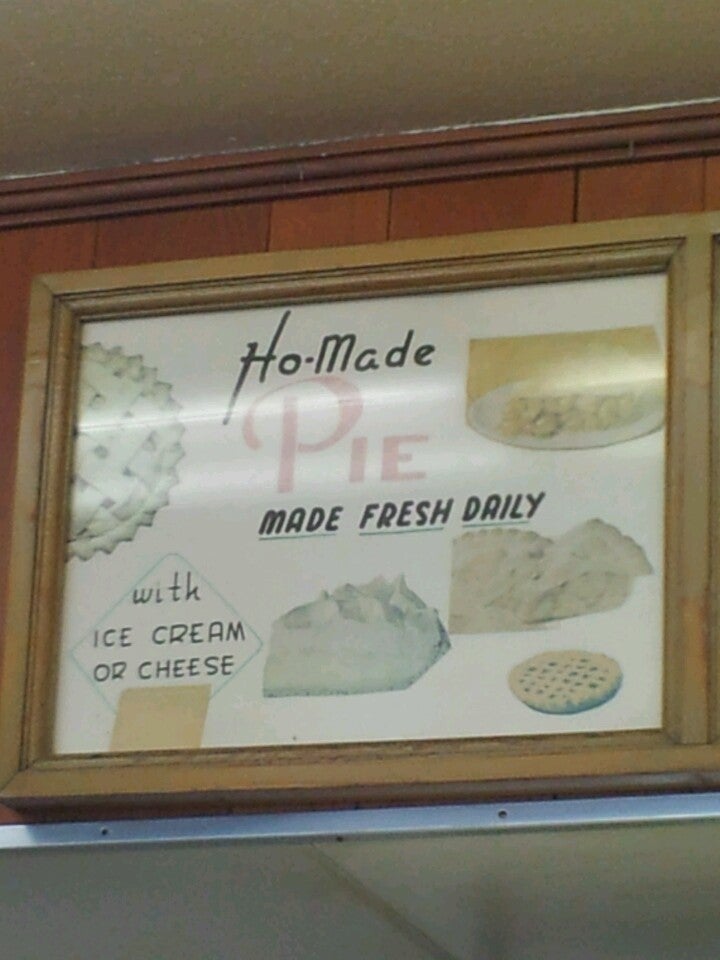 Ho-Made
PIE
MADE FRESH DAILY
with
ICE CREAM
OR CHEESE